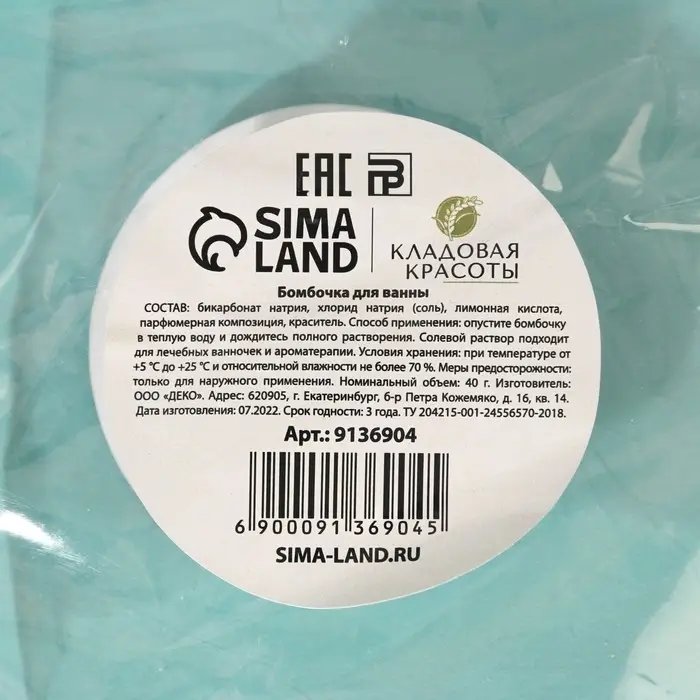 ЕАС РВ
SIMA LAND
КЛАДОВАЯ КРАСОТЫ
Бомбочка для ванны
СОСТАВ: бикарбонат натрия, хлорид натрия (соль), лимонная кислота,
парфюмерная композиция, краситель. Способ применения: опустите бомбочку
в теплую воду и дождитесь полного растворения. Солевой раствор подходит
для лечебных ванночек и ароматерапии. Условия хранения: при температуре от
+5 °С до +25 °С и относительной влажности не более 70 %. Меры предосторожности:
только для наружного применения. Номинальный объем: 40 г. Изготовитель:
ООО «ДЕКО». Адрес: 620905, г. Екатеринбург, б-р Петра Кожемяко, д. 16, кв. 14.
Дата изготовления: 07.2022. Срок годности: 3 года. ТУ 204215-001-24556570-2018.
Арт.: 9136904
6 900091 369045
SIMA-LAND.RU